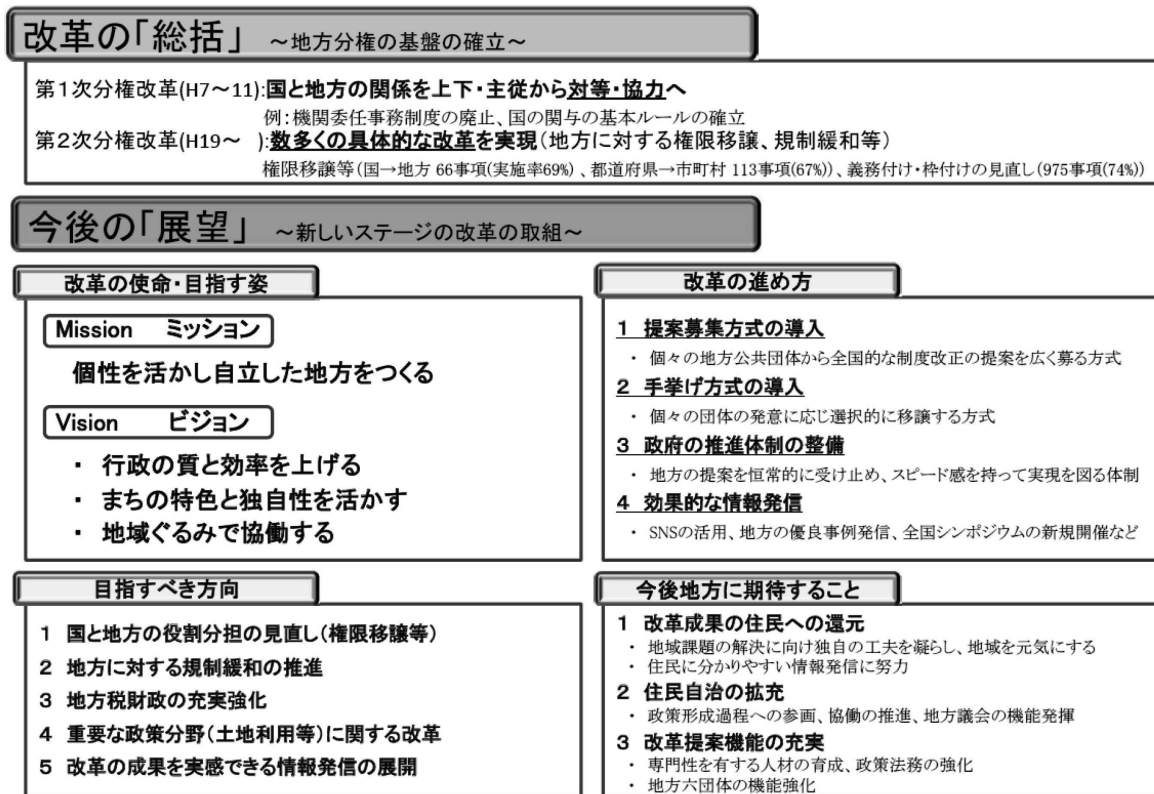 改革の「総括」 ～地方分権の基盤の確立～
第１次分権改革(H7～11):国と地方の関係を上下・主従から対等・協力へ
例：機関委任事務制度の廃止、国の関与の基本ルールの確立
第２次分権改革(H19～ ):数多くの具体的な改革を実現（地方に対する権限移譲、規制緩和等）
権限移譲等（国→地方 66事項(実施率69%) 、都道府県→市町村 113事項(67%)）、義務付け・枠付けの見直し（975事項(74%)）
今後の「展望」 ～新しいステージの改革の取組～
改革の使命・目指す姿
Mission ミッション
個性を活かし自立した地方をつくる
Vision ビジョン
・ 行政の質と効率を上げる
・ まちの特色と独自性を活かす
・ 地域ぐるみで協働する
改革の進め方
１ 提案募集方式の導入
・ 個々の地方公共団体から全国的な制度改正の提案を広く募る方式
２ 手挙げ方式の導入
・ 個々の団体の発意に応じ選択的に移譲する方式
３ 政府の推進体制の整備
・ 地方の提案を恒常的に受け止め、スピード感を持って実現を図る体制
４ 効果的な情報発信
・ SNSの活用、地方の優良事例発信、全国シンポジウムの新規開催など
目指すべき方向
１ 国と地方の役割分担の見直し（権限移譲等）
２ 地方に対する規制緩和の推進
３ 地方税財政の充実強化
４ 重要な政策分野（土地利用等）に関する改革
５ 改革の成果を実感できる情報発信の展開
今後地方に期待すること
１ 改革成果の住民への還元
・ 地域課題の解決に向け独自の工夫を凝らし、地域を元気にする
・ 住民に分かりやすい情報発信に努力
２ 住民自治の拡充
・ 政策形成過程への参画、協働の推進、地方議会の機能発揮
３ 改革提案機能の充実
・ 専門性を有する人材の育成、政策法務の強化
・ 地方六団体の機能強化